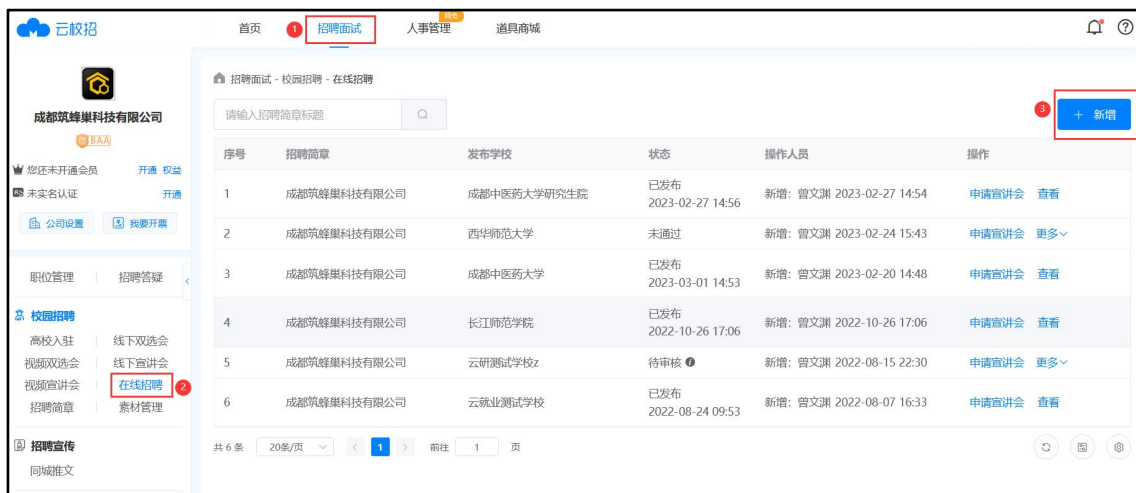 云校招
首页
1
招聘面试
人事管理
道具商城
成都筑蜂巢科技有限公司
BAA
您还未开通会员
开通 权益
未实名认证
开通
公司设置
我要开票
职位管理
招聘答疑
校园招聘
高校入驻
线下双选会
视频双选会
线下宣讲会
视频宣讲会
在线招聘
2
招聘简章
素材管理
招聘宣传
同城推文
招聘面试 - 校园招聘 - 在线招聘
请输入招聘简章标题
3
+ 新增
序号 招聘简章 发布学校 状态 操作人员 操作
1 成都筑蜂巢科技有限公司 成都中医药大学研究生院 已发布 2023-02-27 14:56 新增：曾文渊 2023-02-27 14:54 申请宣讲会 查看
2 成都筑蜂巢科技有限公司 西华师范大学 未通过 新增：曾文渊 2023-02-24 15:43 申请宣讲会 更多
3 成都筑蜂巢科技有限公司 成都中医药大学 已发布 2023-03-01 14:53 新增：曾文渊 2023-02-20 14:48 申请宣讲会 查看
4 成都筑蜂巢科技有限公司 长江师范学院 已发布 2022-10-26 17:06 新增：曾文渊 2022-10-26 17:06 申请宣讲会 查看
5 成都筑蜂巢科技有限公司 云研测试学校z 待审核 新增：曾文渊 2022-08-15 22:30 申请宣讲会 更多
6 成都筑蜂巢科技有限公司 云就业测试学校 已发布 2022-08-24 09:53 新增：曾文渊 2022-08-07 16:33 申请宣讲会 查看
共 6 条 20条/页 1 前往 1 页